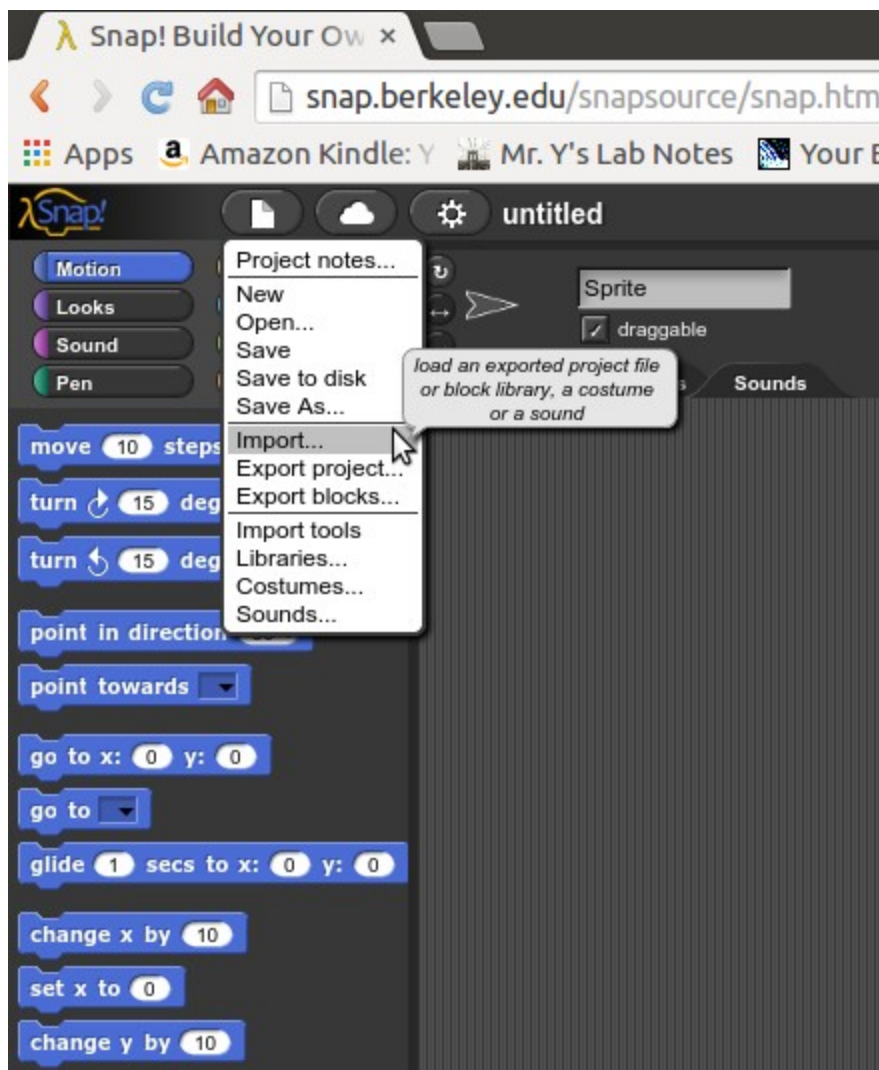 Snap! Build Your Ow ×
snap.berkeley.edu/snapsource/snap.htm
Apps Amazon Kindle: Y Mr. Y's Lab Notes Your
λSnap! untitled
Motion
Looks
Sound
Pen
Project notes...
New
Open...
Save
Save to disk
Save As...
Import...
Export project...
Export blocks...
Import tools
Libraries...
Costumes...
Sounds...
load an exported project file
or block library, a costume
or a sound
Sprite
draggable
Sounds
move 10 steps
turn 15 deg
turn 15 deg
point in direction
point towards
go to x: 0 y: 0
go to
glide 1 secs to x: 0 y: 0
change x by 10
set x to 0
change y by 10